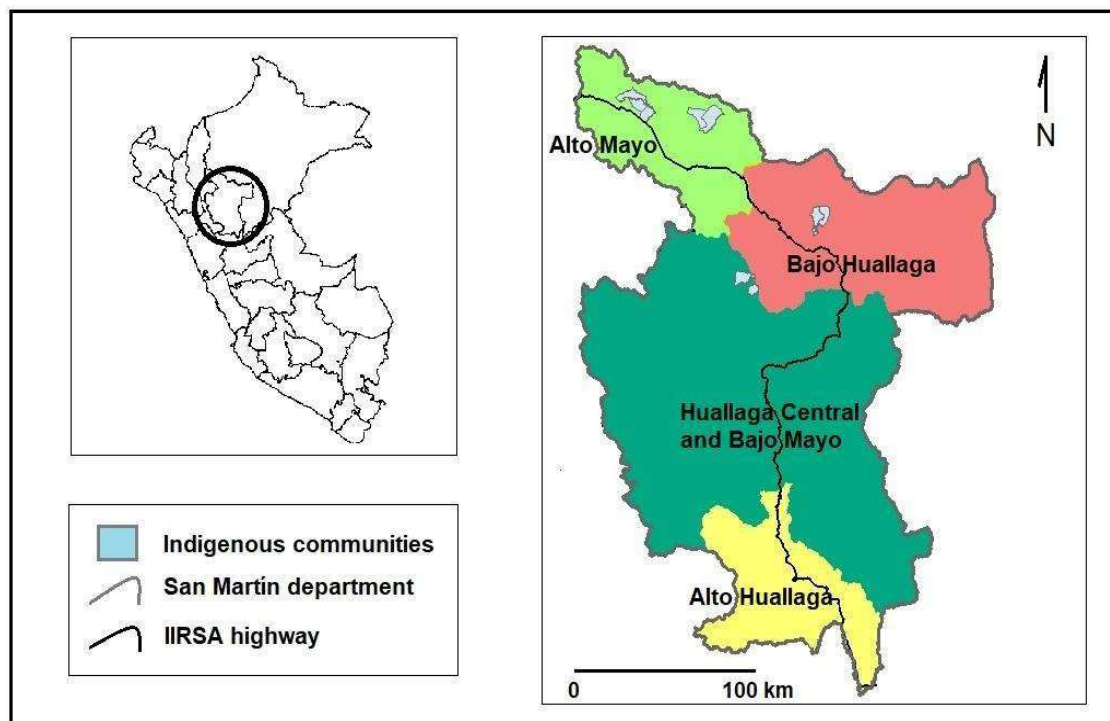 N
Alto Mayo
Bajo Huallaga
Huallaga Central
and Bajo Mayo
Alto Huallaga
0 100 km
Indigenous communities
San Martín department
IIRSA highway